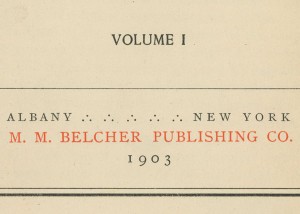 VOLUME I
ALBANY ∴ ∴ ∴ ∴ ∴ NEW YORK
M. M. BELCHER PUBLISHING CO.
1903